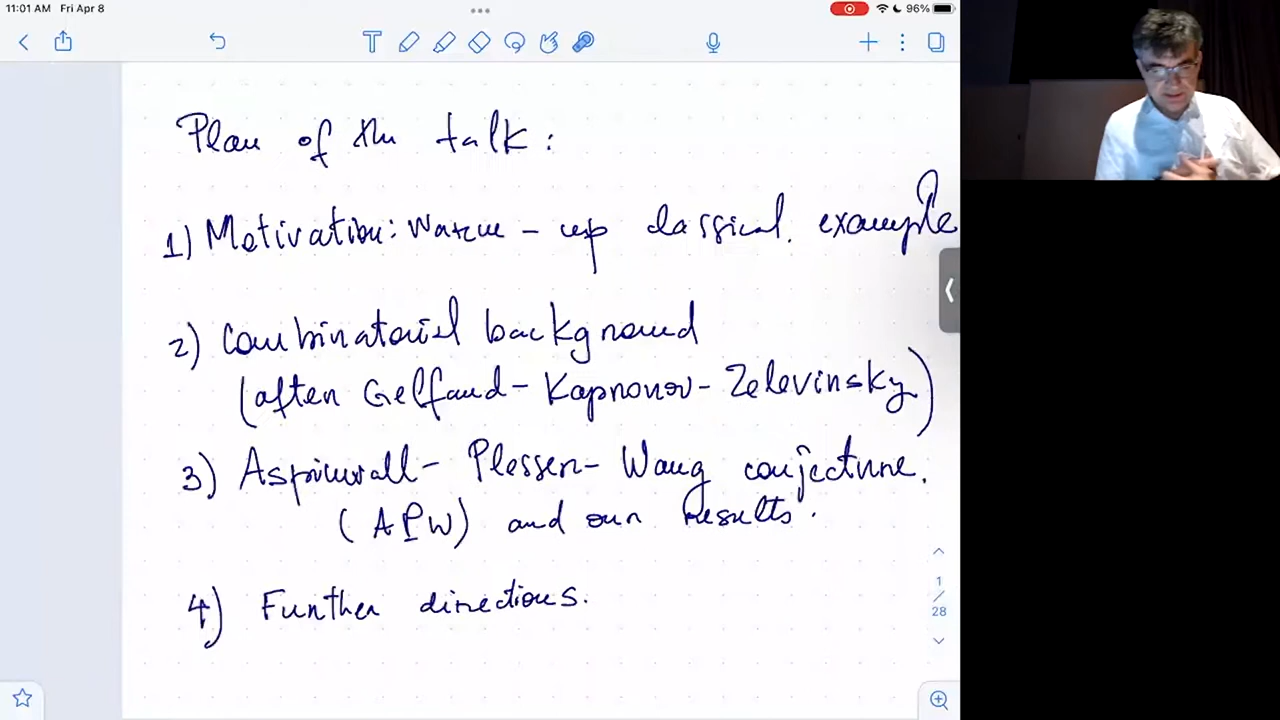 11:01 AM Fri Apr 8
96%
Plan of the talk:
1) Motivation: Warm-up classical. example
2) Combinatorial background
(after Gelfand-Kapranov-Zelevinsky)
3) Aspinwall-Plesser-Wang conjecture.
(APW) and our results.
4) Further directions.
1
/
28